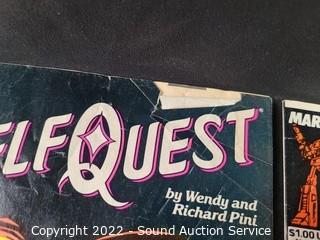 ELFQUEST
by Wendy and
Richard Pini
MAR
$1.00 U
Copyright 2022 - Sound Auction Service